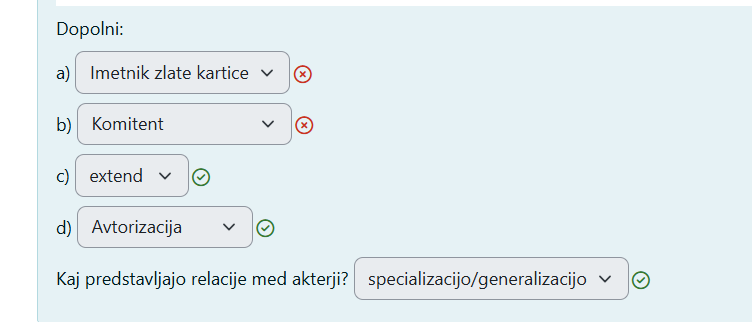 Dopolni:
a) Imetnik zlate kartice
b) Komitent
c) extend
d) Avtorizacija
Kaj predstavljajo relacije med akterji? specializacijo/generalizacijo